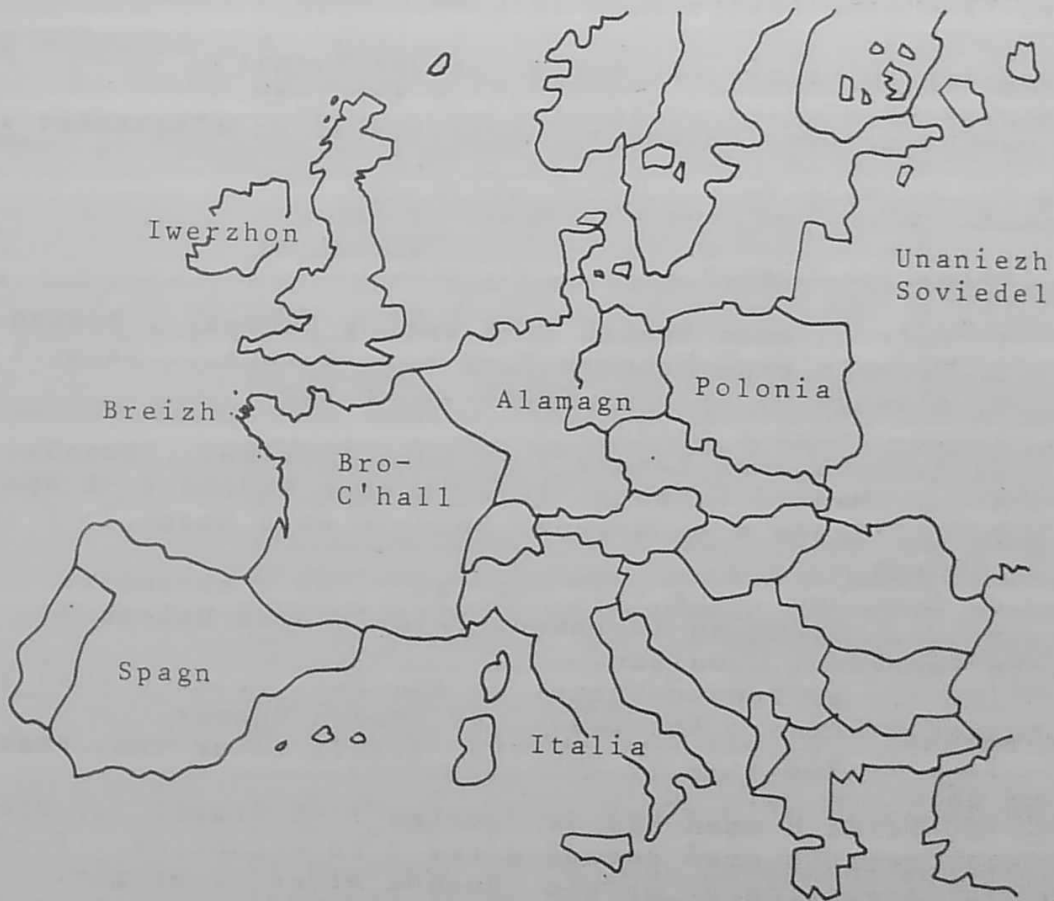 Iwerzhon
Unaniezh
Soviedel
Breizh
Alamagn
Polonia
Bro-
C'hall
Spagn
Italia